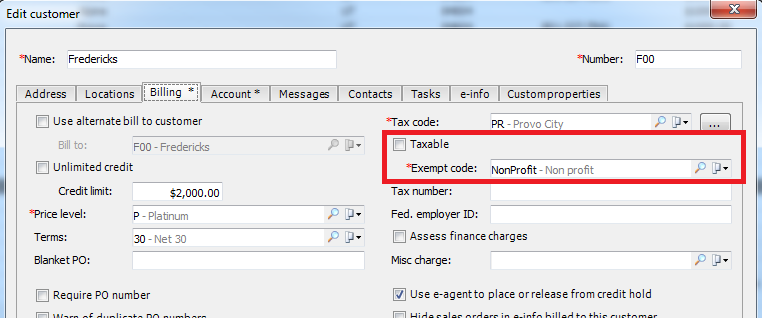 Edit customer
*Name: Fredericks *Number: F00
Address Locations Billing * Account * Messages Contacts Tasks e-info Custom properties
Use alternate bill to customer
Bill to: F00 - Fredericks
Unlimited credit
Credit limit: $2,000.00
*Price level: P - Platinum
Terms: 30 - Net 30
Blanket PO:
Require PO number
Warn of duplicate PO numbers
*Tax code: PR - Provo City ...
Taxable
*Exempt code: NonProfit - Non profit
Tax number:
Fed. employer ID:
Assess finance charges
Misc charge:
Use e-agent to place or release from credit hold
Hide sales orders in e-info billed to this customer